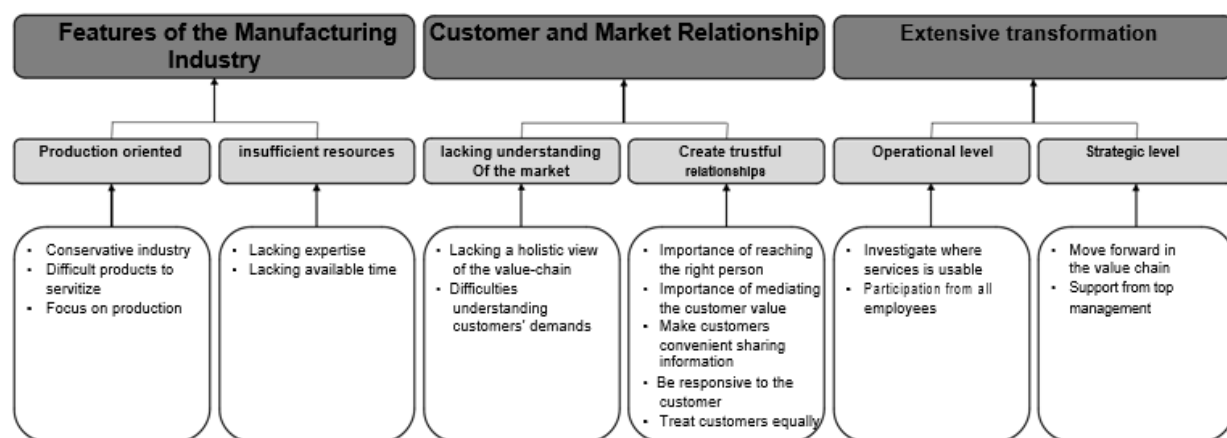 Features of the Manufacturing
Industry
Customer and Market Relationship
Extensive transformation
Production oriented
insufficient resources
lacking understanding
Of the market
Create trustful
relationships
Operational level
Strategic level
▪ Conservative industry
▪ Difficult products to
servitize
▪ Focus on production
▪ Lacking expertise
▪ Lacking available time
▪ Lacking a holistic view
of the value-chain
▪ Difficulties
understanding
customers' demands
▪ Importance of reaching
the right person
▪ Importance of mediating
the customer value
▪ Make customers
convenient sharing
information
▪ Be responsive to the
customer
▪ Treat customers equally
▪ Investigate where
services is usable
▪ Participation from all
employees
▪ Move forward in
the value chain
▪ Support from top
management